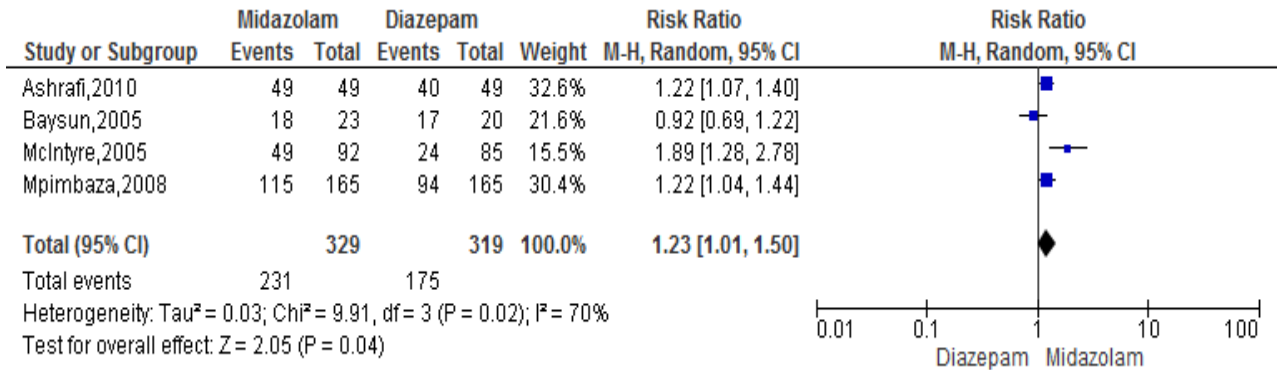 Midazolam Diazepam Risk Ratio Risk Ratio
Study or Subgroup Events Total Events Total Weight M-H, Random, 95% CI M-H, Random, 95% CI
Ashrafi,2010 49 49 40 49 32.6% 1.22 [1.07, 1.40]
Baysun,2005 18 23 17 20 21.6% 0.92 [0.69, 1.22]
McIntyre,2005 49 92 24 85 15.5% 1.89 [1.28, 2.78]
Mpimbaza,2008 115 165 94 165 30.4% 1.22 [1.04, 1.44]
Total (95% CI) 329 319 100.0% 1.23 [1.01, 1.50]
Total events 231 175
Heterogeneity: Tau² = 0.03; Chi² = 9.91, df = 3 (P = 0.02); I² = 70%
Test for overall effect: Z = 2.05 (P = 0.04)
0.01 0.1 1 10 100
Diazepam Midazolam